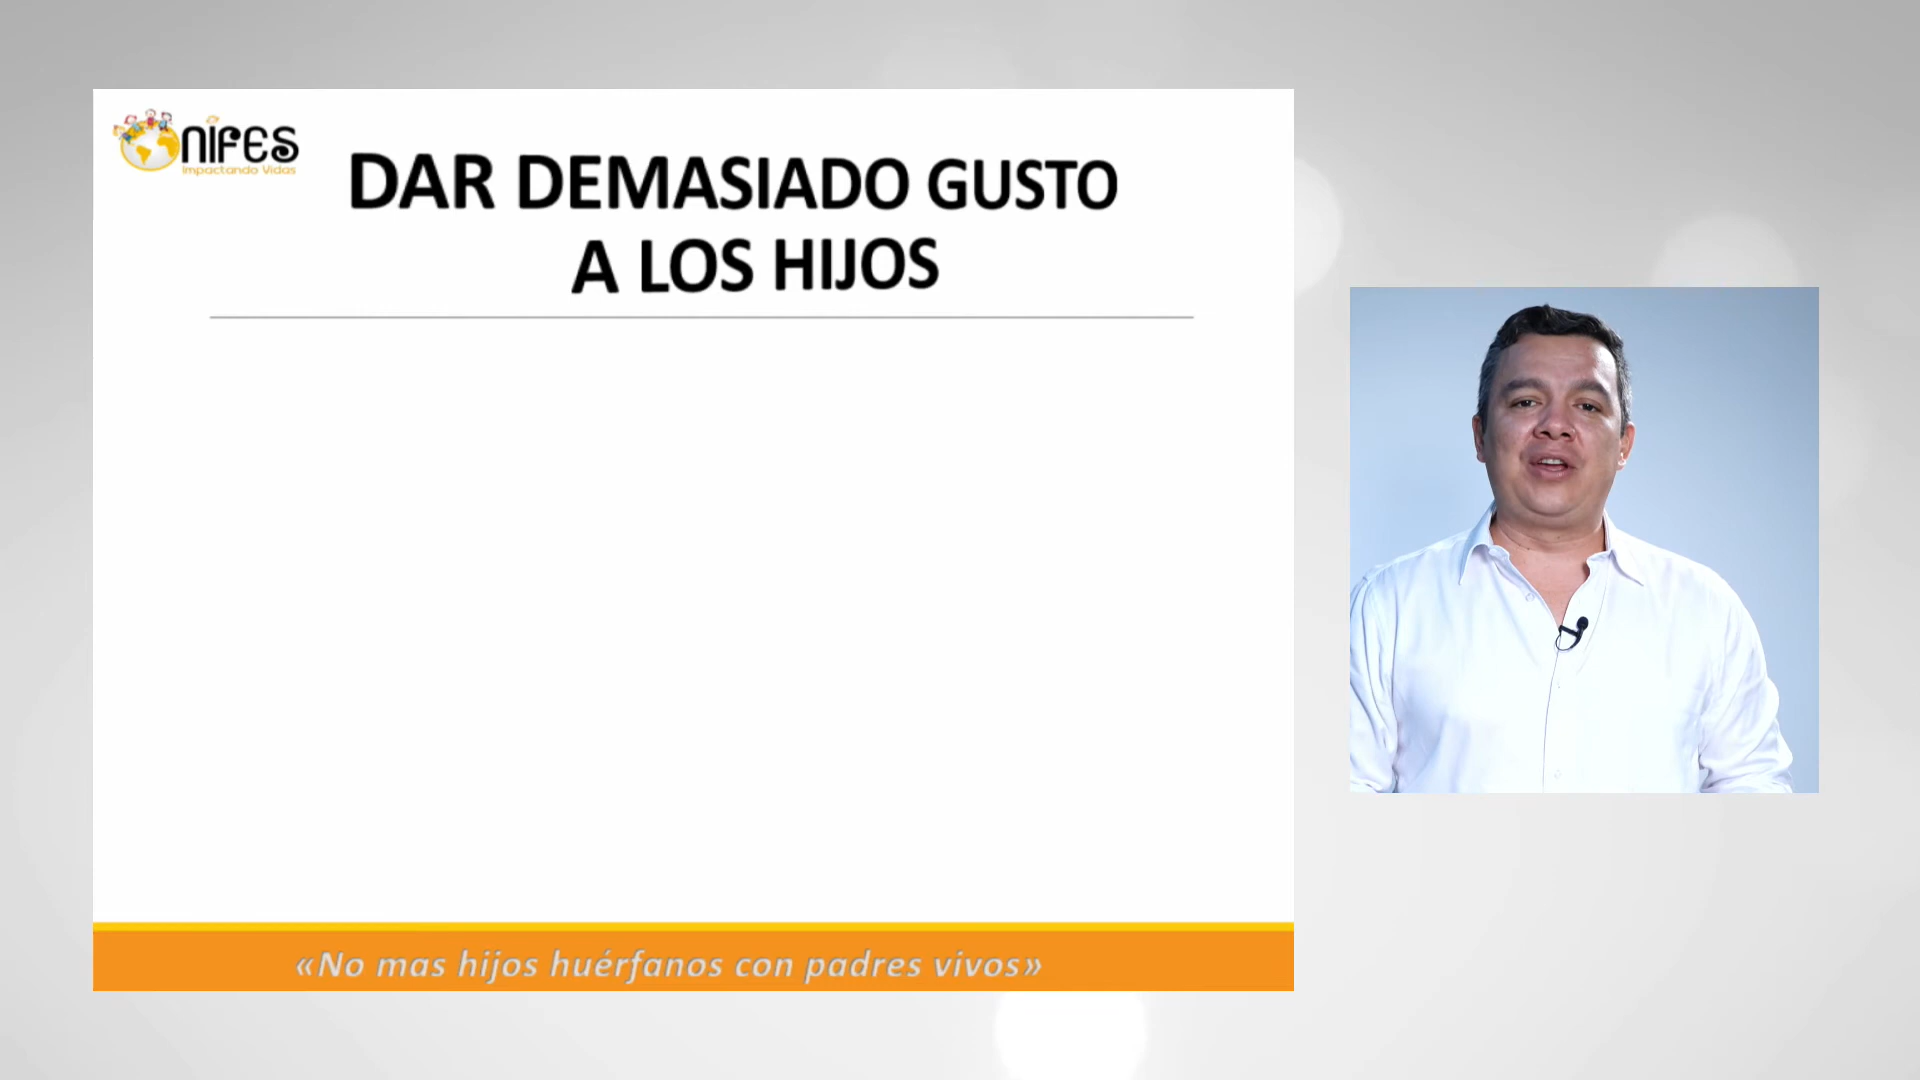 NIFES
Impactando Vidas
DAR DEMASIADO GUSTO
A LOS HIJOS
«No mas hijos huérfanos con padres vivos»